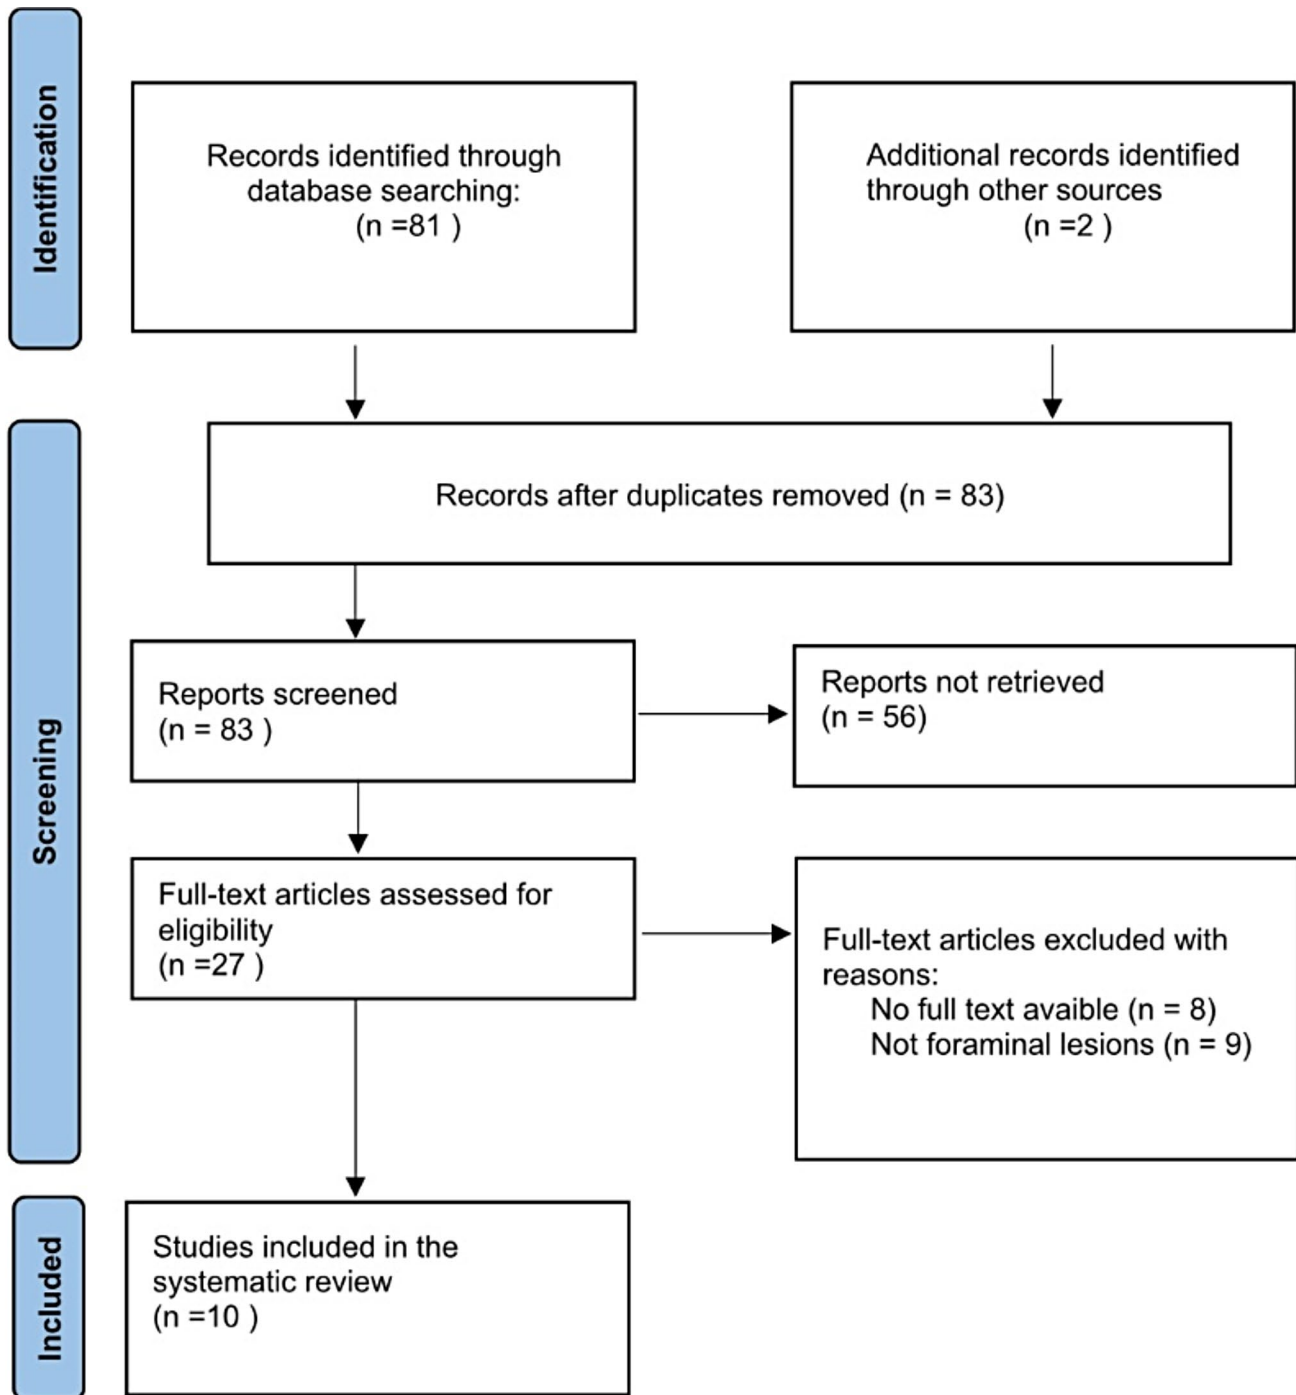 Identification
Records identified through
database searching:
(n =81 )
Additional records identified
through other sources
(n =2 )
Screening
Records after duplicates removed (n = 83)
Reports screened
(n = 83 )
Reports not retrieved
(n = 56)
Full-text articles assessed for
eligibility
(n =27 )
Full-text articles excluded with
reasons:
No full text avaible (n = 8)
Not foraminal lesions (n = 9)
Included
Studies included in the
systematic review
(n =10 )